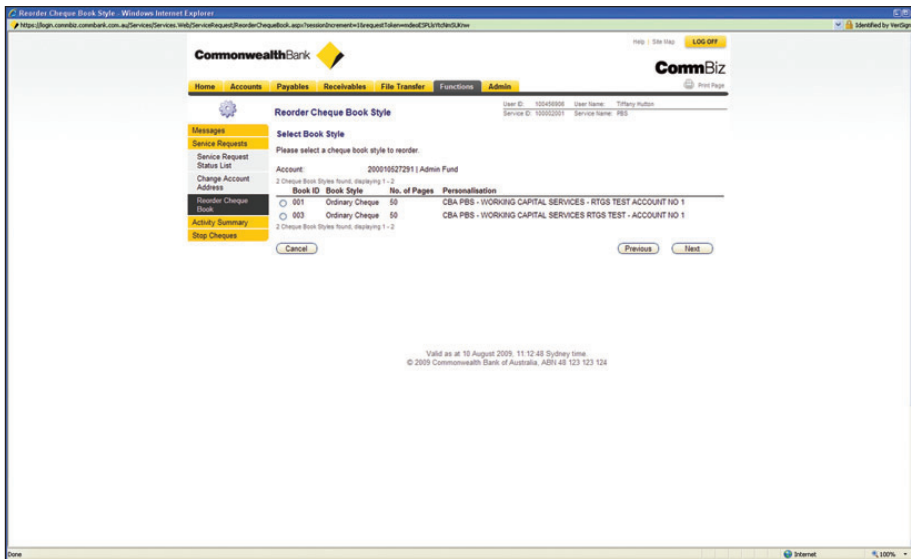 Reorder Cheque Book Style - Windows Internet Explorer
Identified by VeriSign
CommonwealthBank
Help | Site Map LOG OFF
CommBiz
Home Accounts Payables Receivables File Transfer Functions Admin
Print Page
Reorder Cheque Book Style
User ID: 100456906 User Name: Tiffany Hutton
Service ID: 100002001 Service Name: PBS
Messages
Service Requests
Service Request
Status List
Change Account
Address
Reorder Cheque
Book
Activity Summary
Stop Cheques
Select Book Style
Please select a cheque book style to reorder.
Account: 200010527291 | Admin Fund
2 Cheque Book Styles found, displaying 1 - 2
Book ID Book Style No. of Pages Personalisation
001 Ordinary Cheque 50 CBA PBS - WORKING CAPITAL SERVICES - RTGS TEST ACCOUNT NO 1
003 Ordinary Cheque 50 CBA PBS - WORKING CAPITAL SERVICES RTGS TEST - ACCOUNT NO 1
2 Cheque Book Styles found, displaying 1 - 2
Cancel Previous Next
Valid as at 10 August 2009, 11:12:48 Sydney time.
© 2009 Commonwealth Bank of Australia, ABN 48 123 123 124
Done Internet 100%